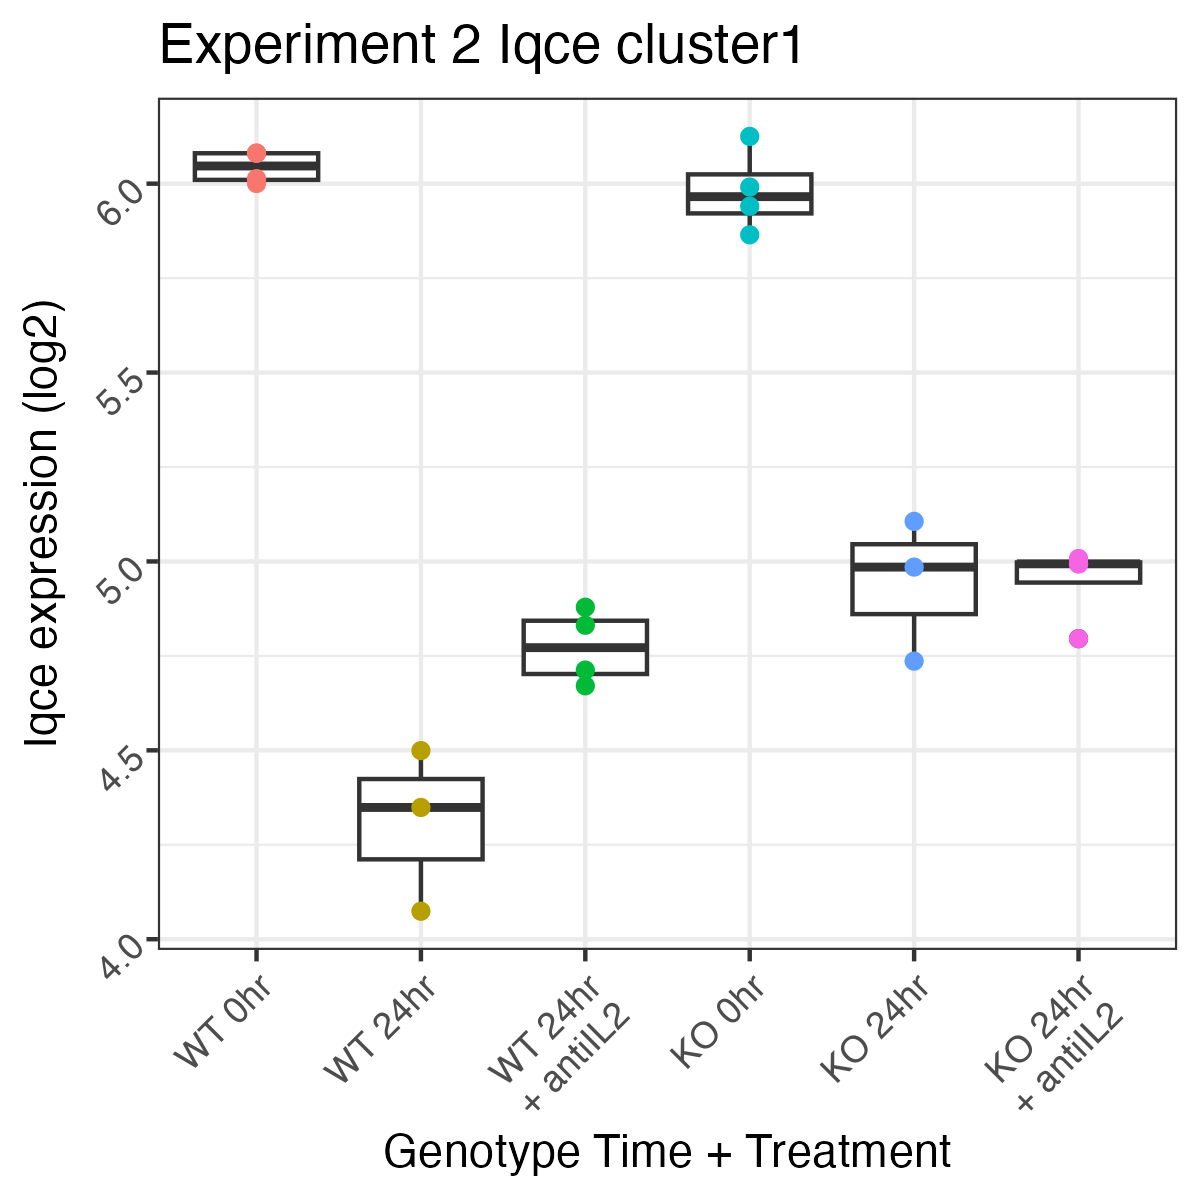 Experiment 2 Iqce cluster1
Iqce expression (log2)
6.0
5.5
5.0
4.5
4.0
WT 0hr
WT 24hr
WT 24hr
+ antiIL2
KO 0hr
KO 24hr
KO 24hr
+ antiIL2
Genotype Time + Treatment